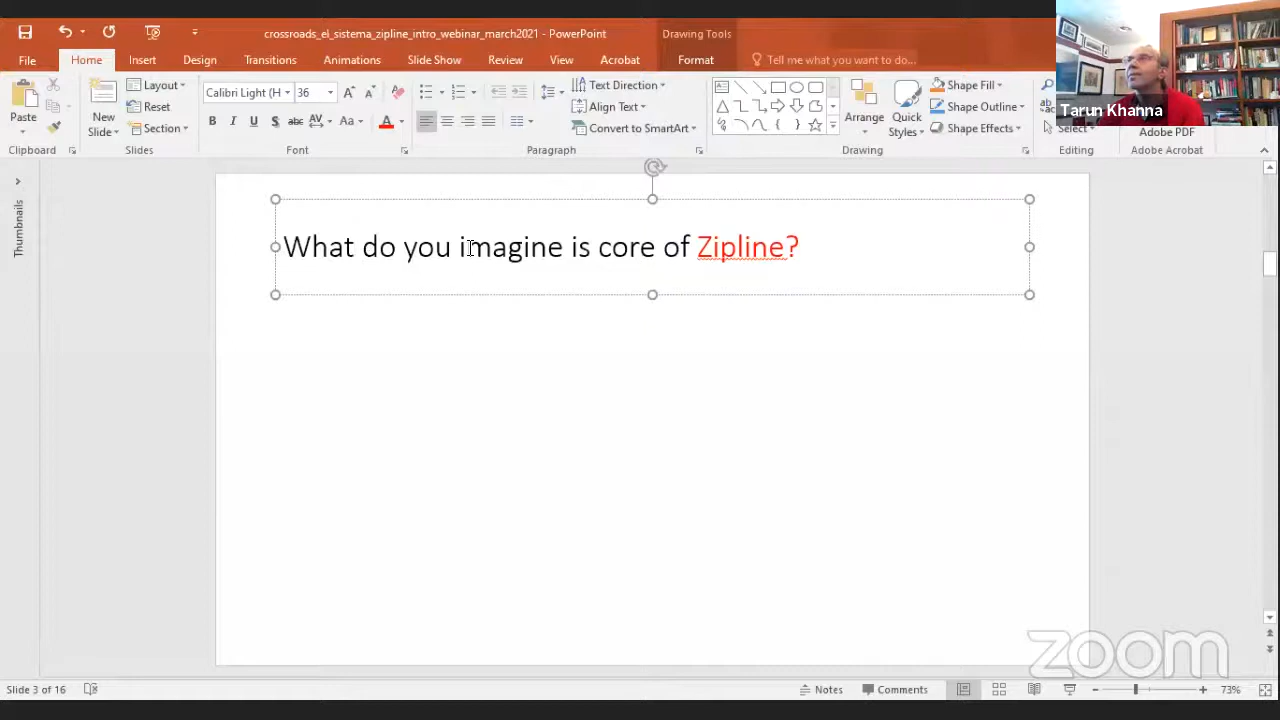 crossroads_el_sistema_zipline_intro_webinar_march2021 - PowerPoint
Drawing Tools
File Home Insert Design Transitions Animations Slide Show Review View Acrobat Format Tell me what you want to do...
Tarun Khanna
Paste
New
Slide
Layout
Reset
Section
Calibri Light (H 36
B I U S abc AV Aa A
Text Direction
Align Text
Convert to SmartArt
Arrange
Quick
Styles
Shape Fill
Shape Outline
Shape Effects
Select
Adobe PDF
Clipboard Slides Font Paragraph Drawing Editing Adobe Acrobat
Thumbnails
What do you imagine is core of Zipline?
zoom
Slide 3 of 16 Notes Comments 73%